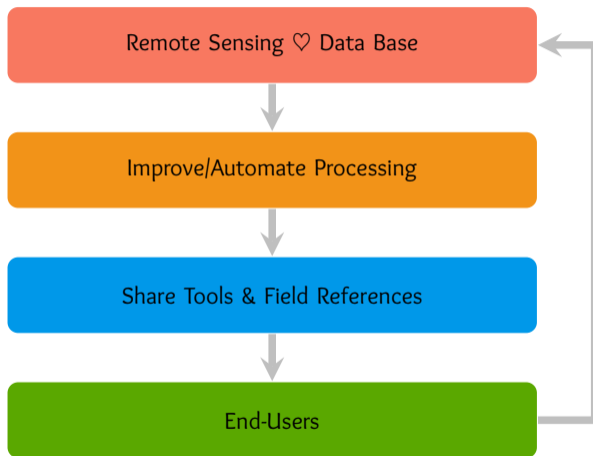 Remote Sensing ♡ Data Base
Improve/Automate Processing
Share Tools & Field References
End-Users